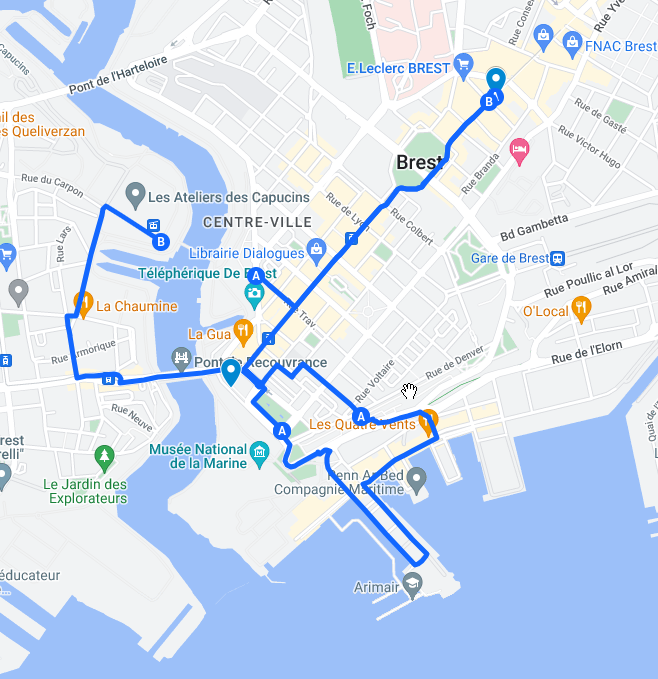 Foch
Rue Conse
Rue Yve
FNAC Brest
Capucins
Pont de l'Harteloire
E.Leclerc BREST
B
ail des
es Queliverzan
Rue de Gasté
Rue Victor Hugo
Brest
Rue Branda
Rue du Carpon
Les Ateliers des Capucins
Rue de Lyon
CENTRE-VILLE
Rue Colbert
Bd Gambetta
Rue Lars
B
Librairie Dialogues
Gare de Brest
Téléphérique De Brest
A
Rue Poullic al Lor
Rue Amiral
La Chaumine
Trav
O'Local
La Gua
Rue Armorique
Pont de Recouvrance
Rue de l'Elorn
Rue de Denver
Rue Voltaire
Rue Neuve
A
Les Quatre Vents
A
Quai de l
Brest
elli"
Musée National
de la Marine
Le Jardin des
Explorateurs
Penn Ar Bed
Compagnie Maritime
éducateur
Arimair